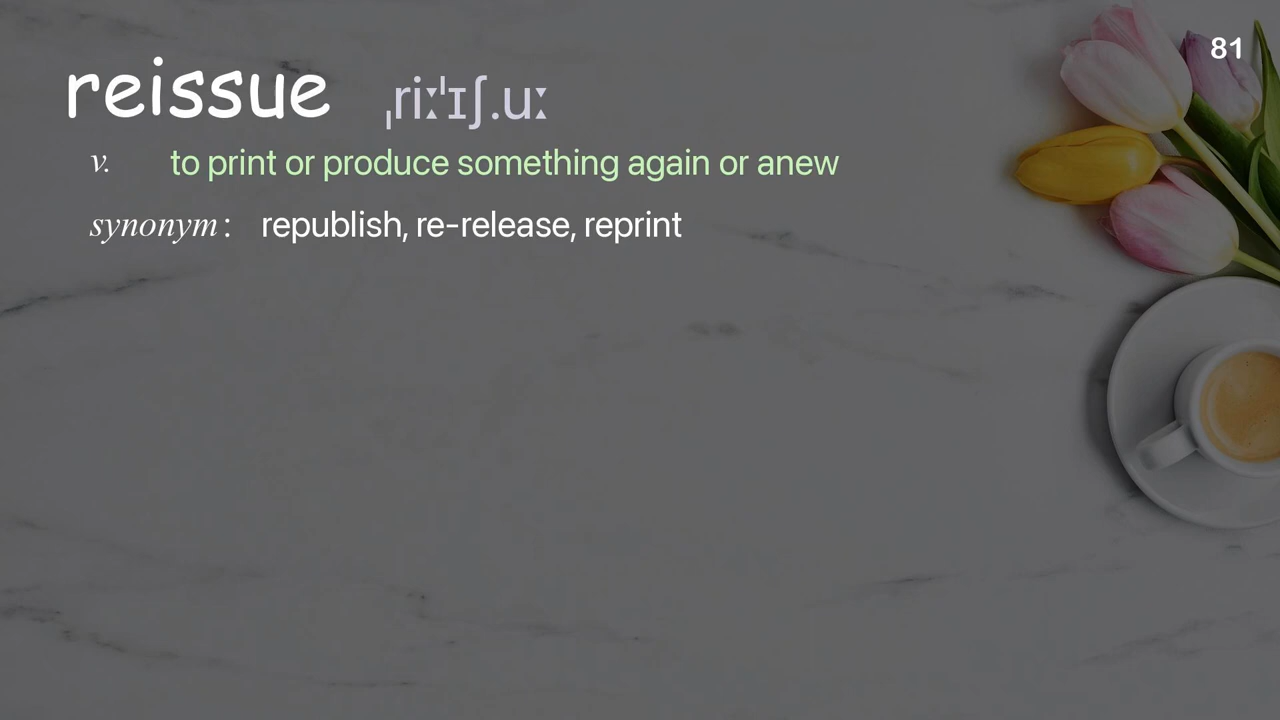 81
reissue ˌriːˈɪʃ.uː
v. to print or produce something again or anew
synonym: republish, re-release, reprint